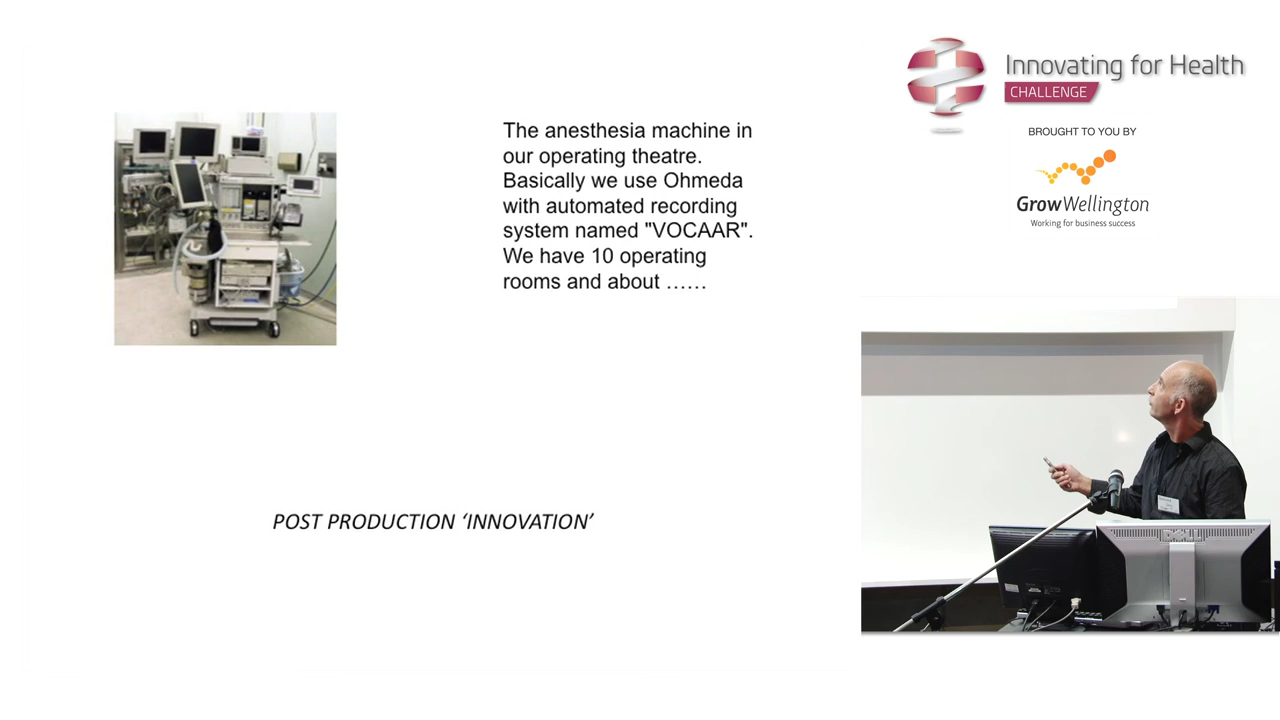 Innovating for Health
CHALLENGE
BROUGHT TO YOU BY
GrowWellington
Working for business success
The anesthesia machine in
our operating theatre.
Basically we use Ohmeda
with automated recording
system named "VOCAAR".
We have 10 operating
rooms and about ......
POST PRODUCTION ‘INNOVATION’